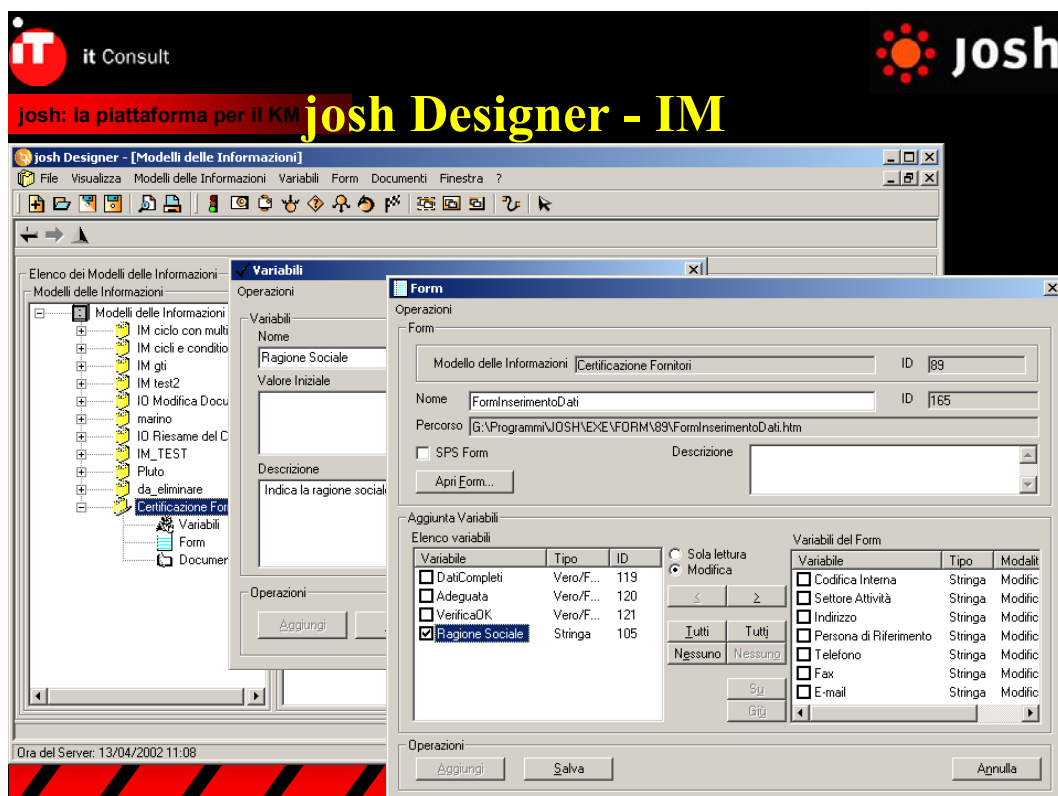 iT
it Consult
josh
josh: la piattaforma per il KM
josh Designer - IM
josh Designer - [Modelli delle Informazioni]
File Visualizza Modelli delle Informazioni Variabili Form Documenti Finestra ?
Elenco dei Modelli delle Informazioni
Modelli delle Informazioni
Modelli delle Informazioni
IM ciclo con multi
IM cicli e conditio
IM gti
IM test2
IO Modifica Docu
marino
IO Riesame del C
IM_TEST
Pluto
da_eliminare
Certificazione For
Variabili
Form
Documen
Ora del Server: 13/04/2002 11:08
Variabili
Operazioni
Variabili
Nome
Ragione Sociale
Valore Iniziale
Descrizione
Indica la ragione sociale
Operazioni
Aggiungi
Form
Operazioni
Form
Modello delle Informazioni Certificazione Fornitori ID 89
Nome FormInserimentoDati ID 165
Percorso G:\Programmi\JOSH\EXE\FORM\89\FormInserimentoDati.htm
SPS Form Descrizione
Apri Form...
Aggiunta Variabili
Elenco variabili
Variabile Tipo ID
DatiCompleti Vero/F... 119
Adeguata Vero/F... 120
VerificaOK Vero/F... 121
Ragione Sociale Stringa 105
Sola lettura
Modifica
< >
Tutti Tutti
Nessuno Nessuno
Su
Giù
Variabili del Form
Variabile Tipo Modalit
Codifica Interna Stringa Modific
Settore Attività Stringa Modific
Indirizzo Stringa Modific
Persona di Riferimento Stringa Modific
Telefono Stringa Modific
Fax Stringa Modific
E-mail Stringa Modific
Operazioni
Aggiungi Salva Annulla